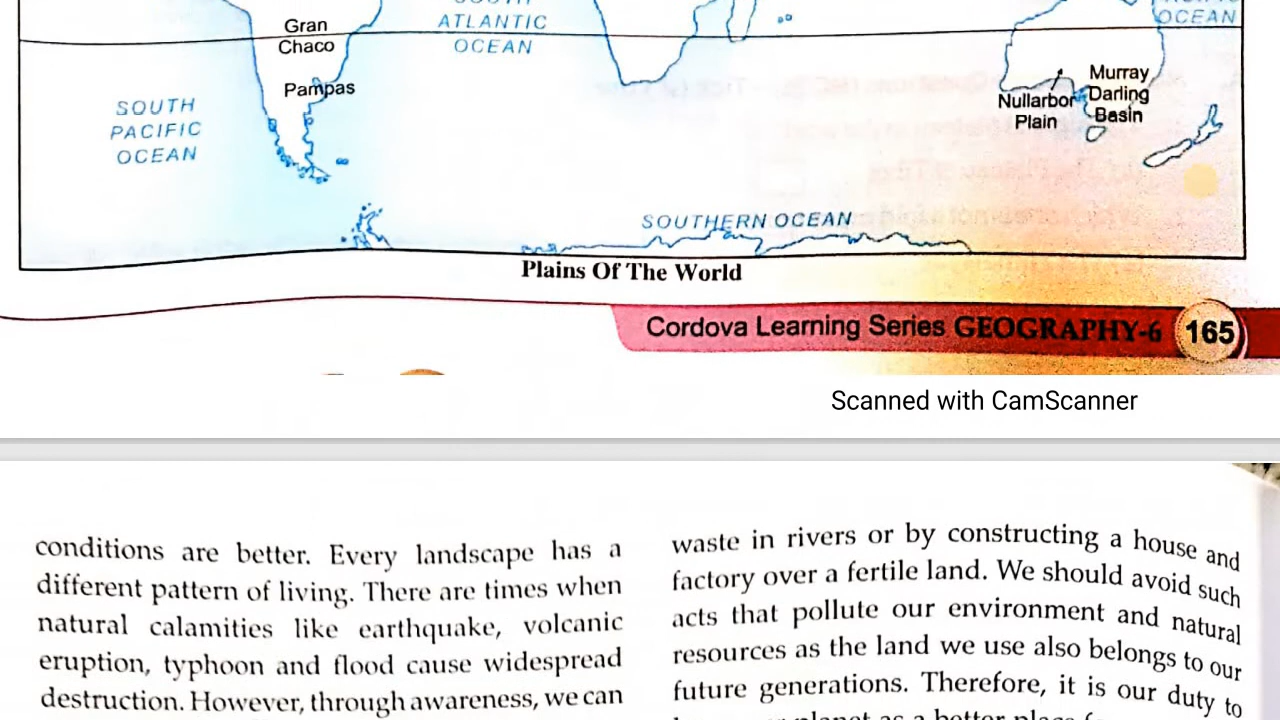 ATLANTIC
OCEAN
OCEAN
Gran
Chaco
Pampas
SOUTH
PACIFIC
OCEAN
Nullarbor
Plain
Murray
Darling
Basin
SOUTHERN OCEAN
Plains Of The World
Cordova Learning Series GEOGRAPHY-6 165
Scanned with CamScanner
conditions are better. Every landscape has a
different pattern of living. There are times when
natural calamities like earthquake, volcanic
eruption, typhoon and flood cause widespread
destruction. However, through awareness, we can
waste in rivers or by constructing a house and
factory over a fertile land. We should avoid such
acts that pollute our environment and natural
resources as the land we use also belongs to our
future generations. Therefore, it is our duty to
planet as a better place